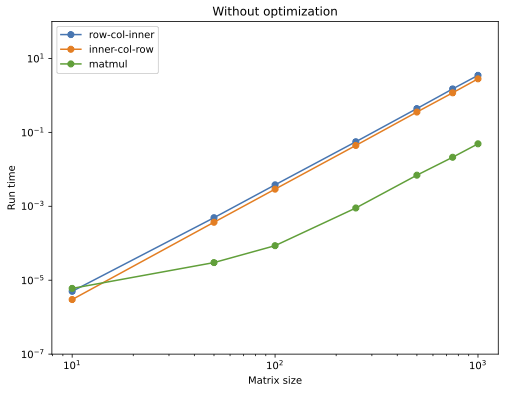 Without optimization
row-col-inner
inner-col-row
matmul
Run time
10^1
10^-1
10^-3
10^-5
10^-7
10^1 10^2 10^3
Matrix size